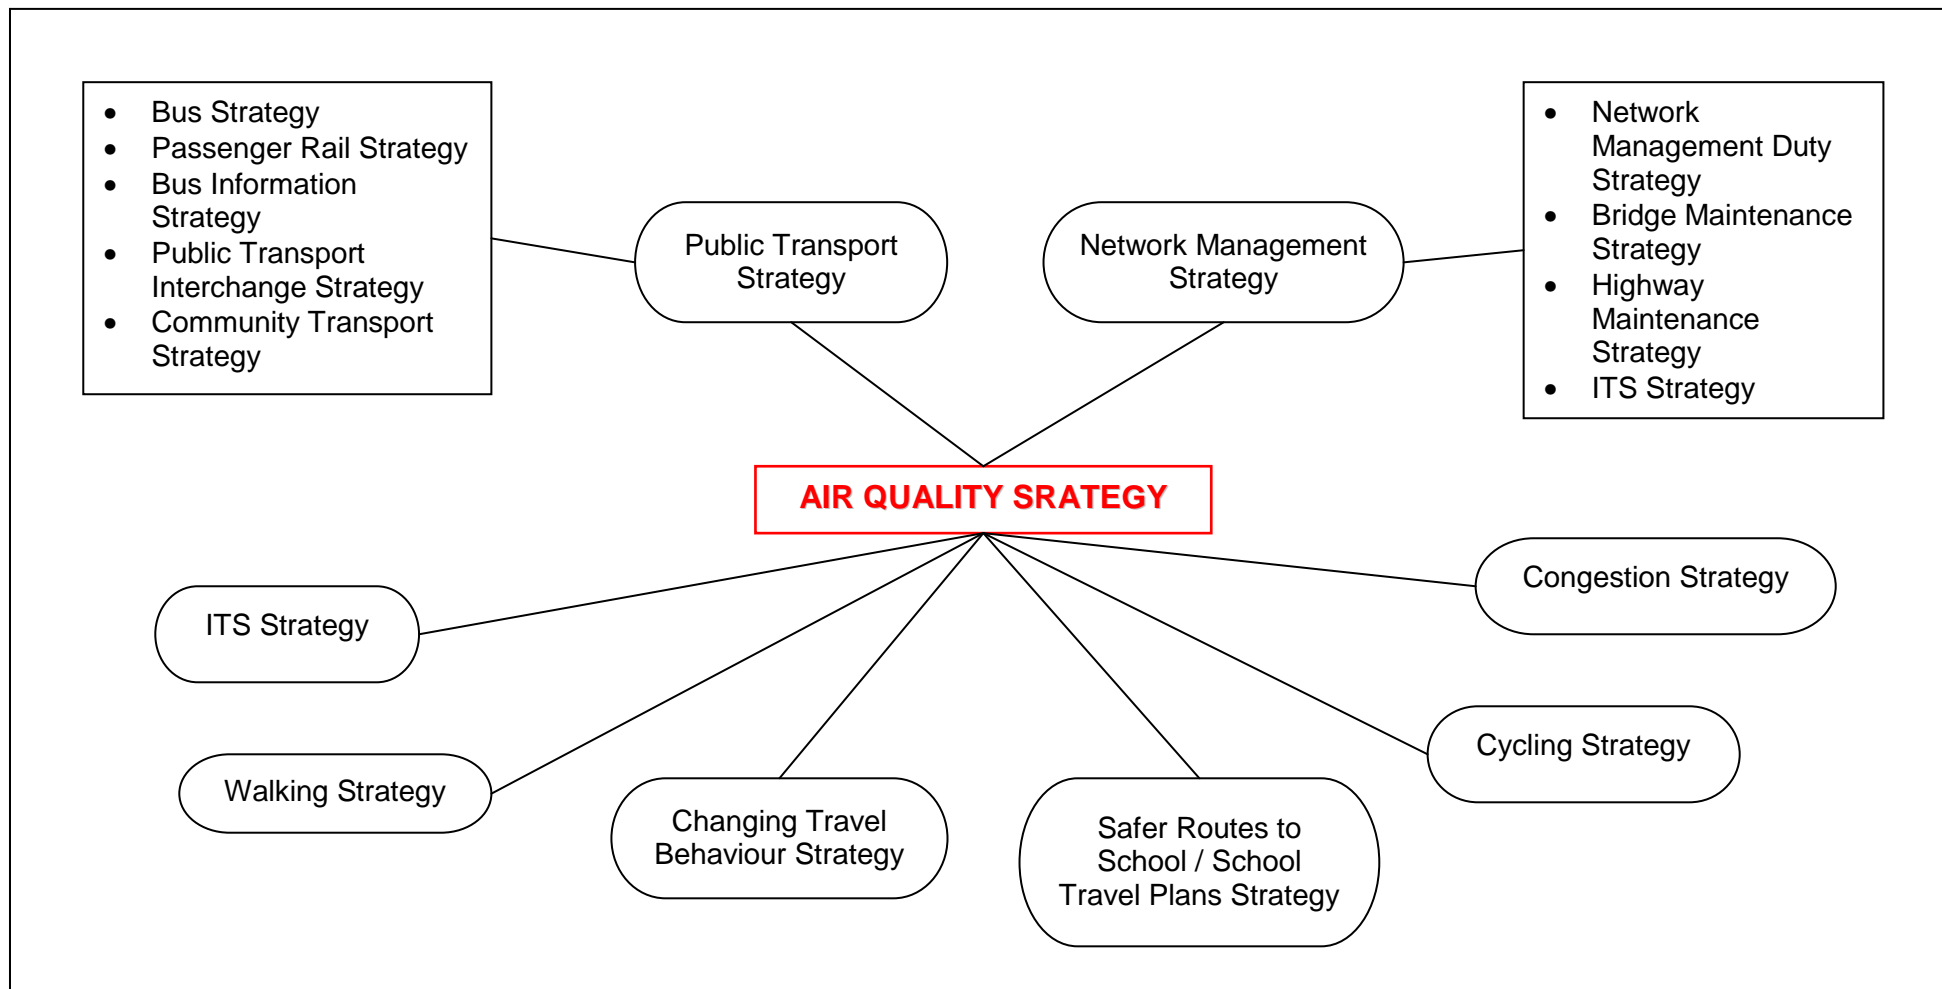 • Bus Strategy
• Passenger Rail Strategy
• Bus Information
Strategy
• Public Transport
Interchange Strategy
• Community Transport
Strategy
Public Transport
Strategy
Network Management
Strategy
• Network
Management Duty
Strategy
• Bridge Maintenance
Strategy
• Highway
Maintenance
Strategy
• ITS Strategy
AIR QUALITY SRATEGY
ITS Strategy
Congestion Strategy
Walking Strategy
Changing Travel
Behaviour Strategy
Safer Routes to
School / School
Travel Plans Strategy
Cycling Strategy